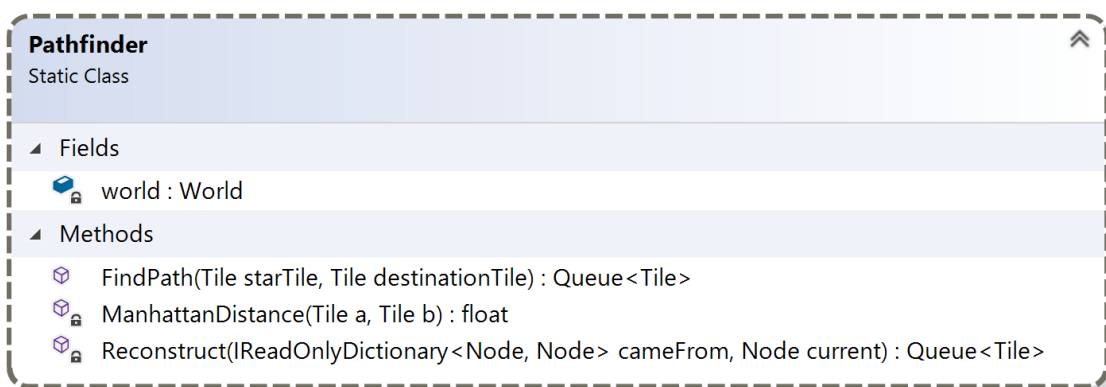 Pathfinder
Static Class
Fields
world : World
Methods
FindPath(Tile starTile, Tile destinationTile) : Queue<Tile>
ManhattanDistance(Tile a, Tile b) : float
Reconstruct(IReadOnlyDictionary<Node, Node> cameFrom, Node current) : Queue<Tile>